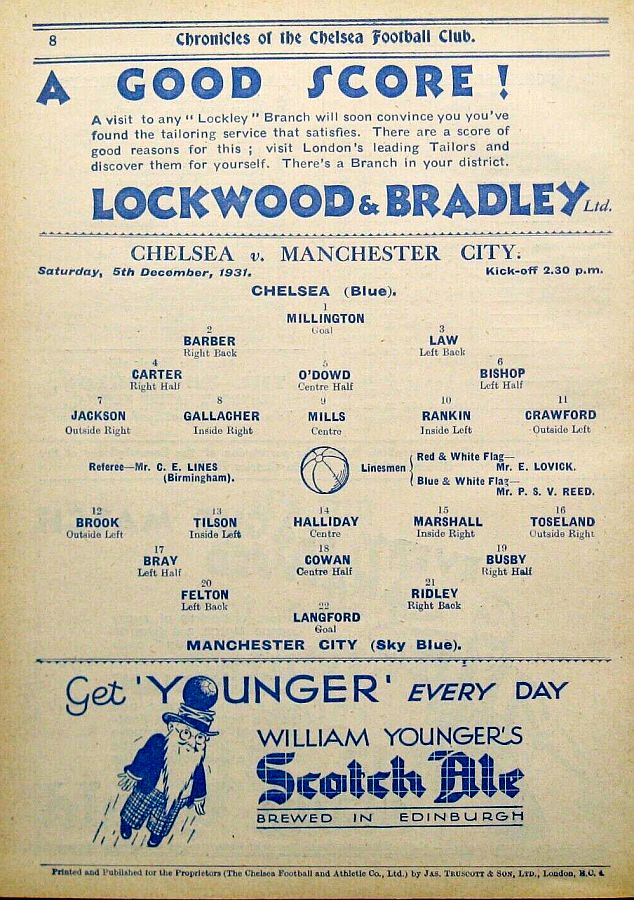 8
Chronicles of the Chelsea Football Club.
A GOOD SCORE!
A visit to any "Lockley" Branch will soon convince you you've
found the tailoring service that satisfies. There are a score of
good reasons for this; visit London's leading Tailors and
discover them for yourself. There's a Branch in your district.
LOCKWOOD & BRADLEY Ltd.
CHELSEA v. MANCHESTER CITY.
Saturday, 5th December, 1931. Kick-off 2.30 p.m.
CHELSEA (Blue).
1
MILLINGTON
Goal
2 3
BARBER LAW
Right Back Left Back
4 5 6
CARTER O'DOWD BISHOP
Right Half Centre Half Left Half
7 8 9 10 11
JACKSON GALLACHER MILLS RANKIN CRAWFORD
Outside Right Inside Right Centre Inside Left Outside Left
Referee—Mr. C. E. LINES
(Birmingham).
Linesmen
Red & White Flag—
Mr. E. LOVICK.
Blue & White Flag—
Mr. P. S. V. REED.
12 13 14 15 16
BROOK TILSON HALLIDAY MARSHALL TOSELAND
Outside Left Inside Left Centre Inside Right Outside Right
17 18 19
BRAY COWAN BUSBY
Left Half Centre Half Right Half
20 21
FELTON RIDLEY
Left Back Right Back
22
LANGFORD
Goal
MANCHESTER CITY (Sky Blue).
Get 'YOUNGER' EVERY DAY
WILLIAM YOUNGER'S
Scotch Ale
BREWED IN EDINBURGH
Printed and Published for the Proprietors (The Chelsea Football and Athletic Co., Ltd.) by JAS. TRUSCOTT & SON, LTD., London, E.C. 4.